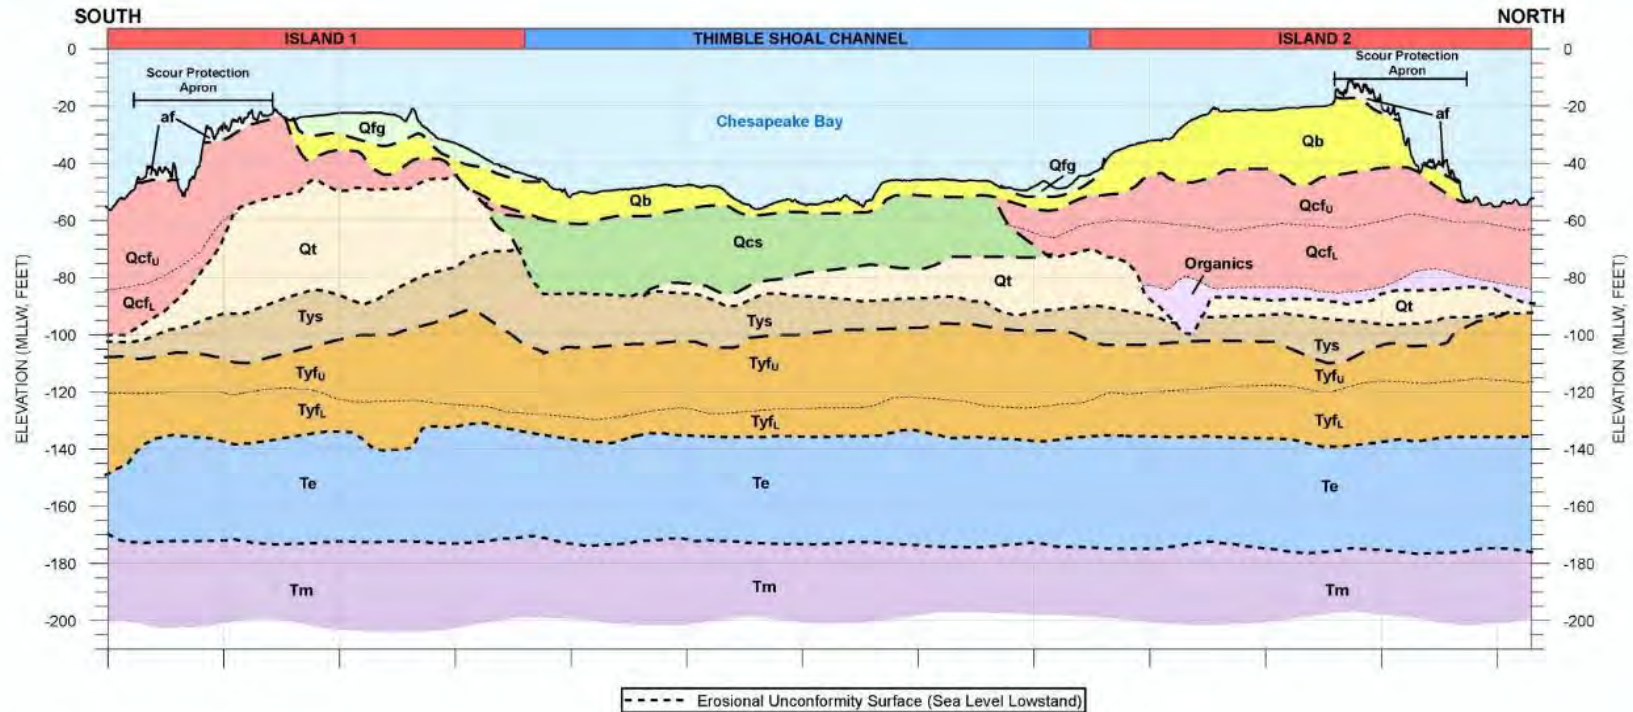 SOUTH
NORTH
ISLAND 1
THIMBLE SHOAL CHANNEL
ISLAND 2
0
0
Scour Protection
Apron
Scour Protection
Apron
-20
-20
af
af
Chesapeake Bay
Qfg
Qb
-40
-40
Qfg
Qb
QcfU
-60
-60
Qt
Qcs
QcfU
QcfL
Organics
-80
-80
Qt
QcfL
Qt
Tys
Tys
Tys
-100
-100
TyfU
TyfU
TyfU
-120
-120
TyfL
TyfL
TyfL
-140
-140
Te
Te
Te
-160
-160
-180
-180
Tm
Tm
Tm
-200
-200
ELEVATION (MLLW, FEET)
ELEVATION (MLLW, FEET)
Erosional Unconformity Surface (Sea Level Lowstand)